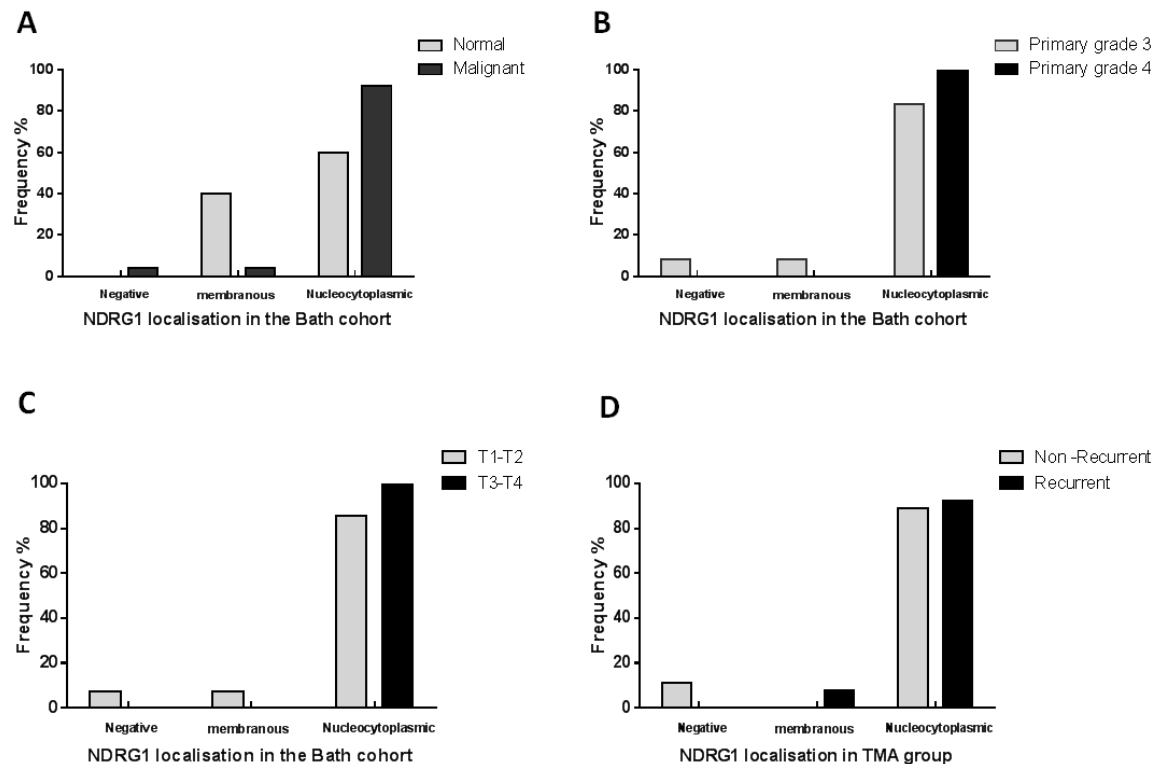 A
Normal
Malignant
Frequency %
100
80
60
40
20
0
Negative
membranous
Nucleocytoplasmic
NDRG1 localisation in the Bath cohort
B
Primary grade 3
Primary grade 4
Frequency %
100
80
60
40
20
0
Negative
membranous
Nucleocytoplasmic
NDRG1 localisation in the Bath cohort
C
T1-T2
T3-T4
Frequency %
100
80
60
40
20
0
Negative
membranous
Nucleocytoplasmic
NDRG1 localisation in the Bath cohort
D
Non-Recurrent
Recurrent
Frequency %
100
80
60
40
20
0
Negative
membranous
Nucleocytoplasmic
NDRG1 localisation in TMA group